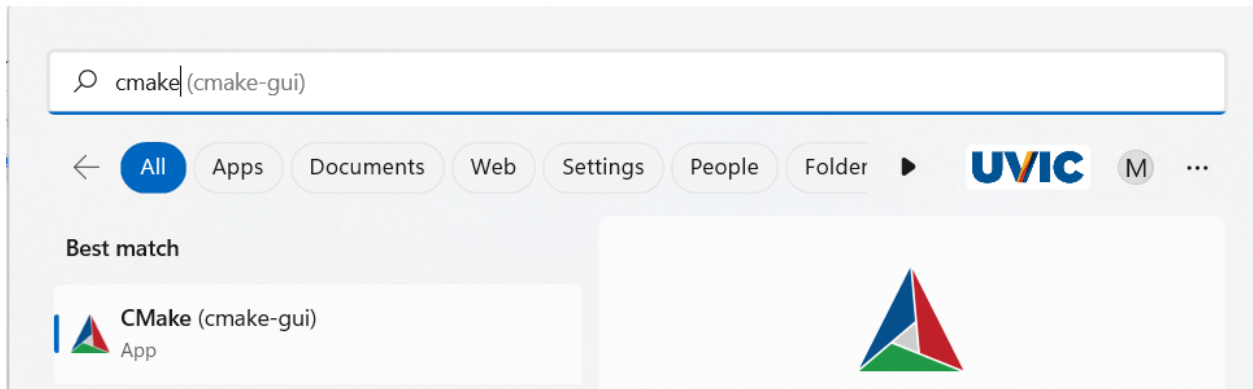 cmake (cmake-gui)
All Apps Documents Web Settings People Folder UVIC M ...
Best match
CMake (cmake-gui)
App